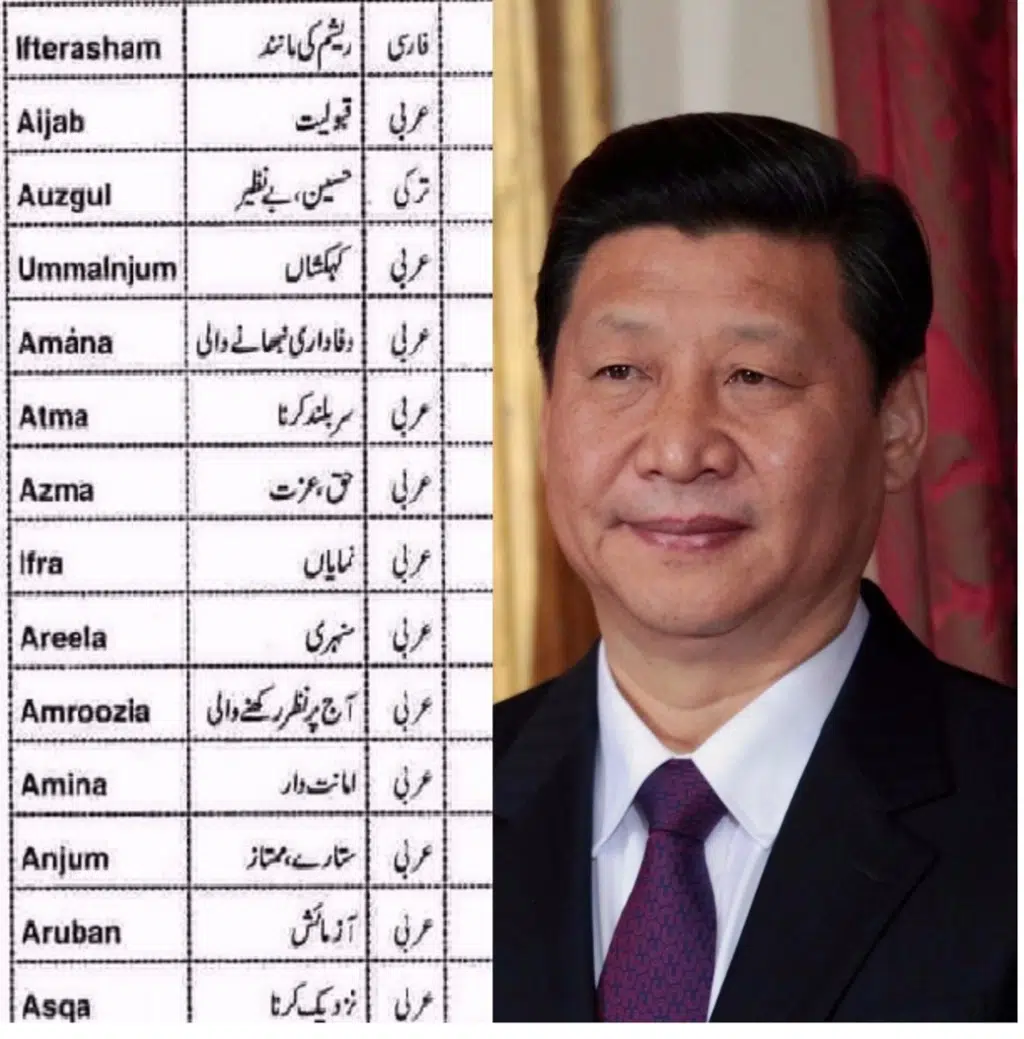 Ifterasham ریشم کی مانند فارسی
Aijab قبولیت عربی
Auzgul حسین، بے نظیر ترکی
Ummalnjum کہکشاں عربی
Amána وفاداری نبھانے والی عربی
Atma سر بلند کرنا عربی
Azma حق، عزت عربی
Ifra نمایاں عربی
Areela سنہری عربی
Amroozia آج پر نظر رکھنے والی عربی
Amina امانت دار عربی
Anjum ستارے، ممتاز عربی
Aruban آزمائش عربی
Asqa نزدیک کرنا عربی